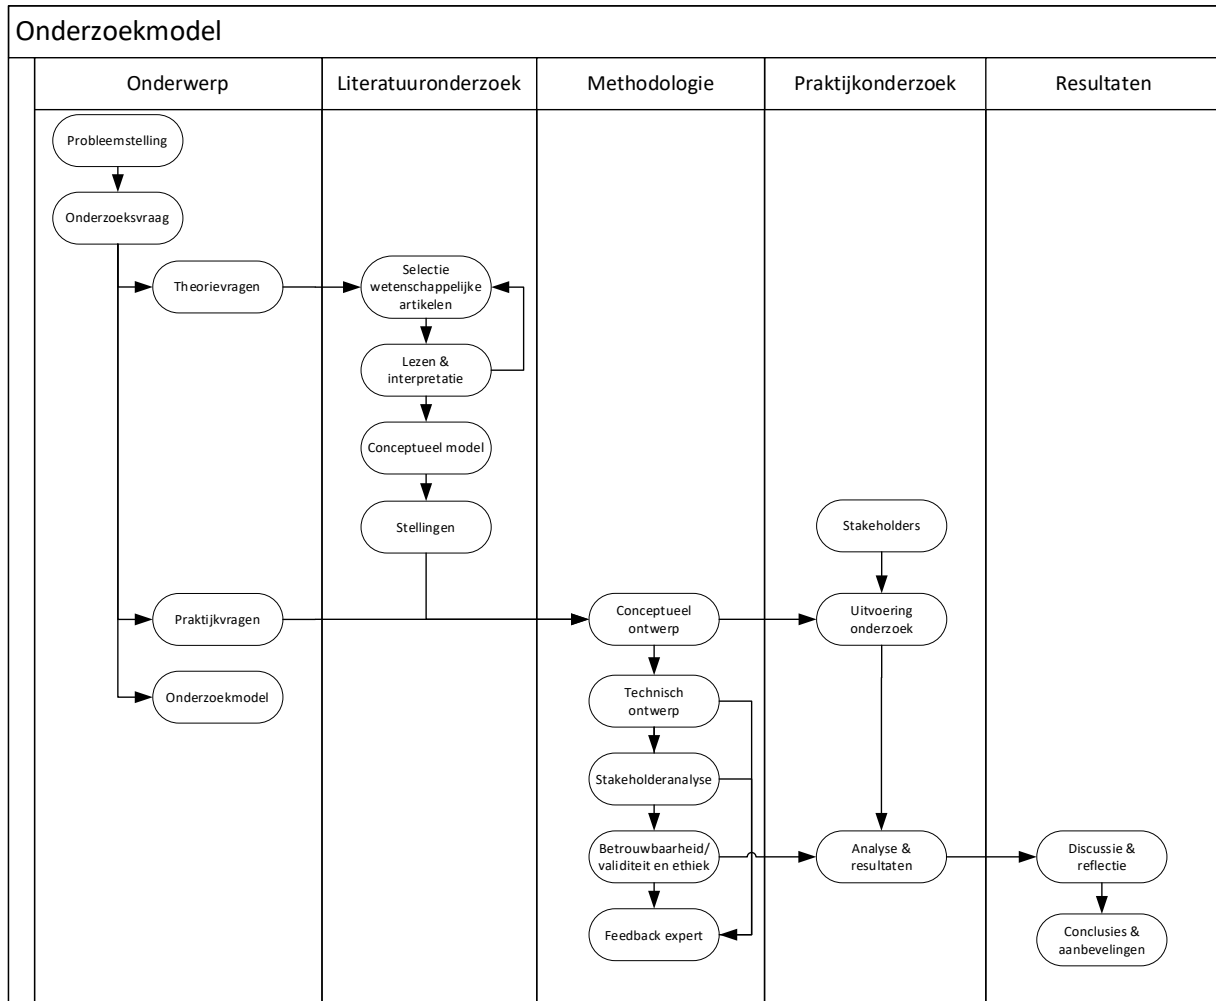 Onderzoekmodel
Onderwerp
Literatuuronderzoek
Methodologie
Praktijkonderzoek
Resultaten
Probleemstelling
Onderzoeksvraag
Theorievragen
Praktijkvragen
Onderzoekmodel
Selectie
wetenschappelijke
artikelen
Lezen &
interpretatie
Conceptueel model
Stellingen
Conceptueel
ontwerp
Technisch
ontwerp
Stakeholderanalyse
Betrouwbaarheid/
validiteit en ethiek
Feedback expert
Stakeholders
Uitvoering
onderzoek
Analyse &
resultaten
Discussie &
reflectie
Conclusies &
aanbevelingen